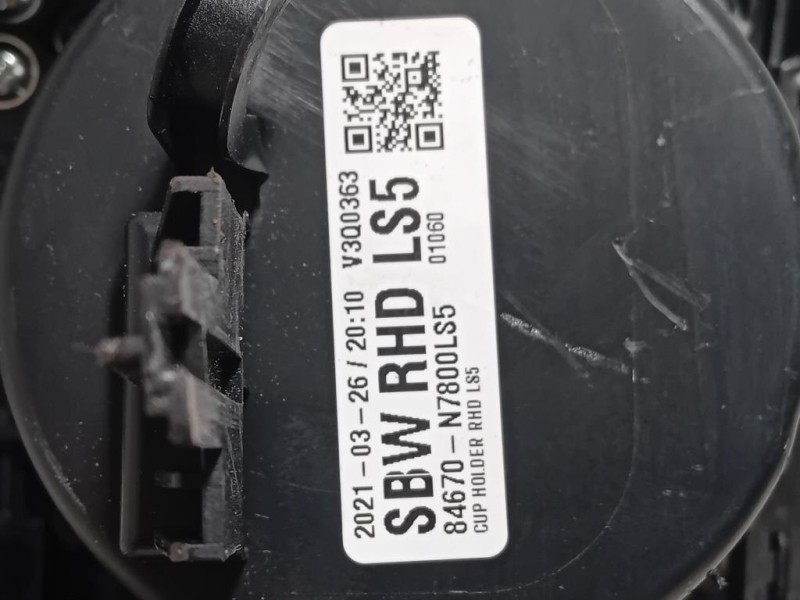 2021-03-26 / 20:10 V3Q0363
SBW RHD LS5
84670-N7800LS5 01060
CUP HOLDER RHD LS5